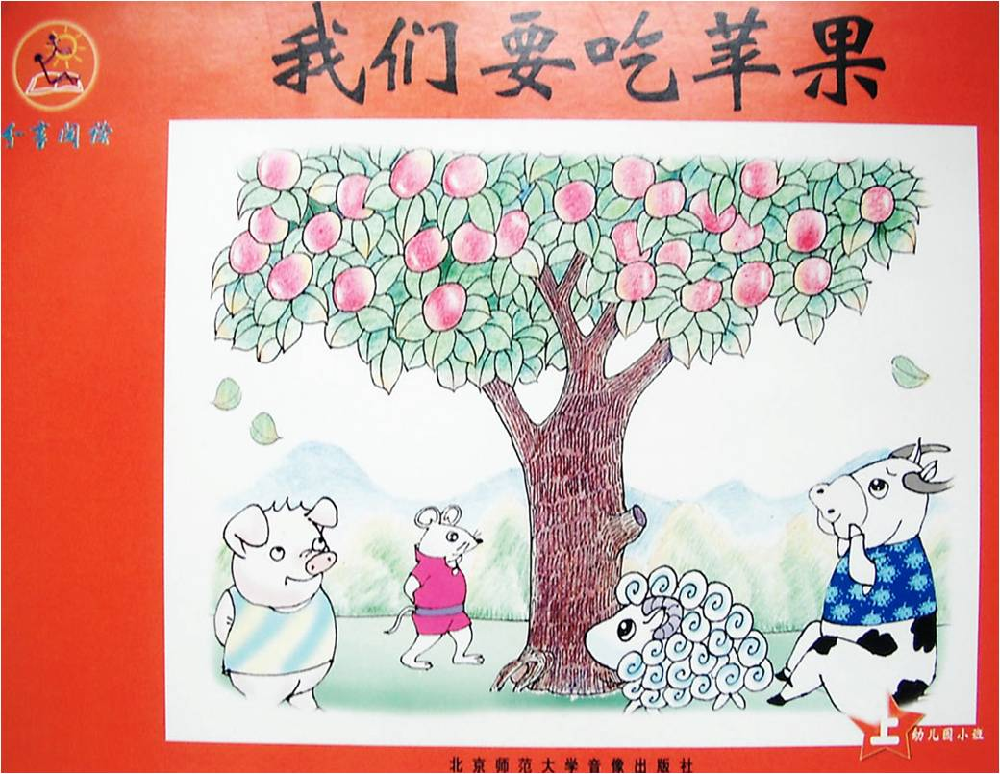 我们要吃苹果
分享阅读
上
幼儿园小班
北京师范大学音像出版社